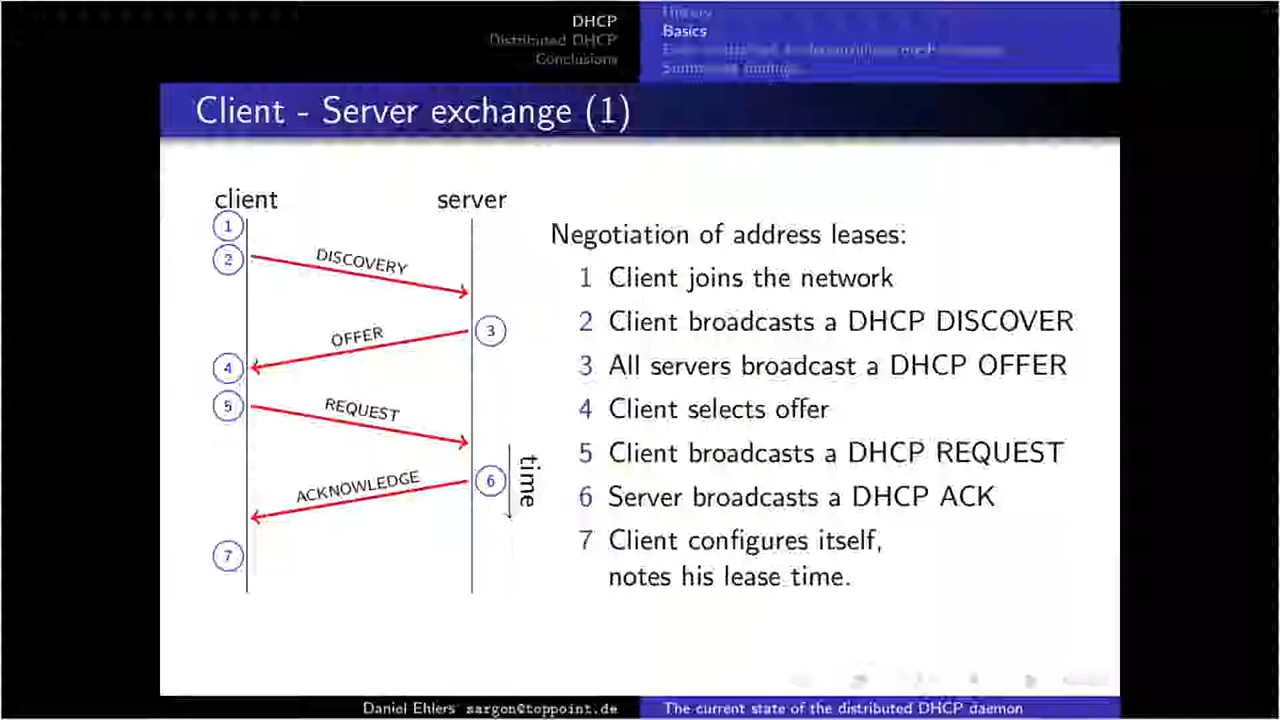 DHCP
Distributed DHCP
Conclusions
History
Basics
Client - Server exchange (1)
client
server
1
2
DISCOVERY
OFFER
3
4
5
REQUEST
ACKNOWLEDGE
6
time
7
Negotiation of address leases:
1 Client joins the network
2 Client broadcasts a DHCP DISCOVER
3 All servers broadcast a DHCP OFFER
4 Client selects offer
5 Client broadcasts a DHCP REQUEST
6 Server broadcasts a DHCP ACK
7 Client configures itself,
notes his lease time.
Daniel Ehlers sargon@toppoint.de
The current state of the distributed DHCP daemon